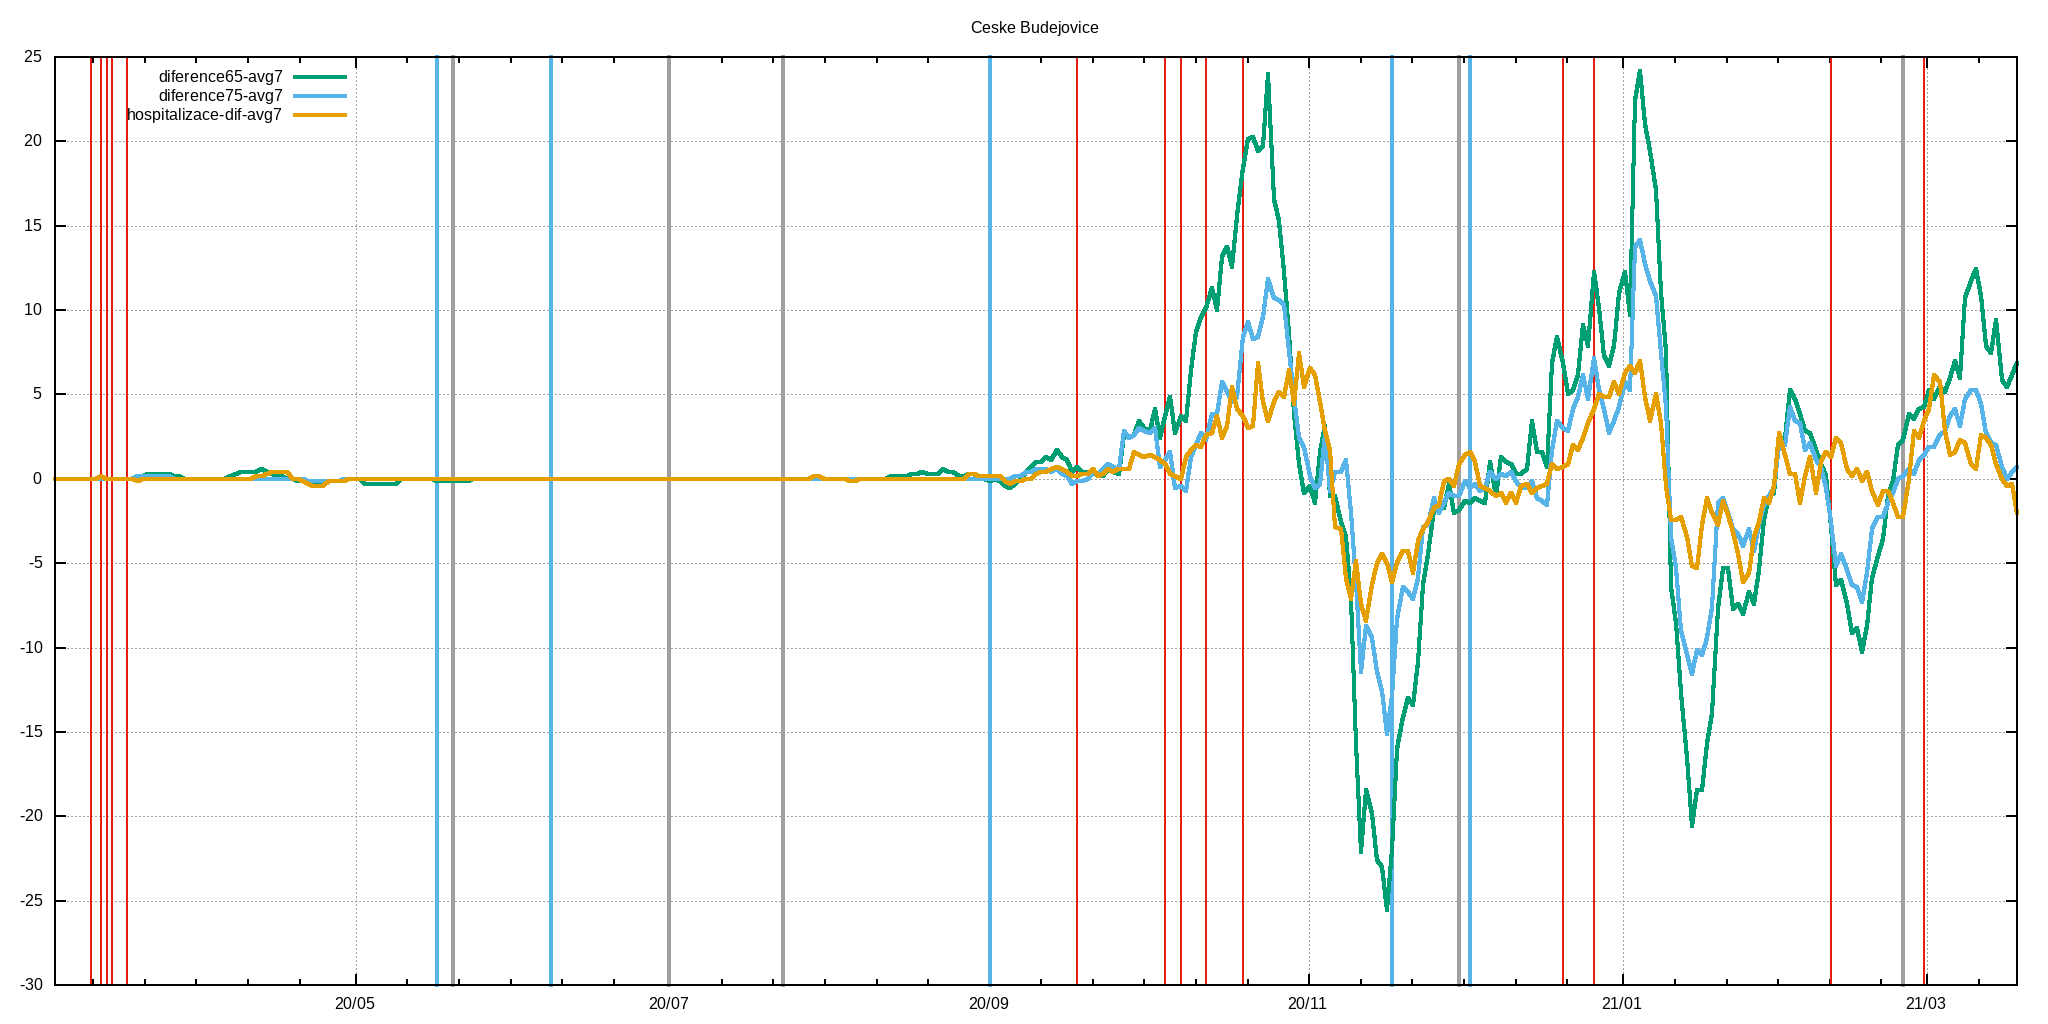 Ceske Budejovice
diference65-avg7
diference75-avg7
hospitalizace-dif-avg7
25
20
15
10
5
0
-5
-10
-15
-20
-25
-30
20/05 20/07 20/09 20/11 21/01 21/03